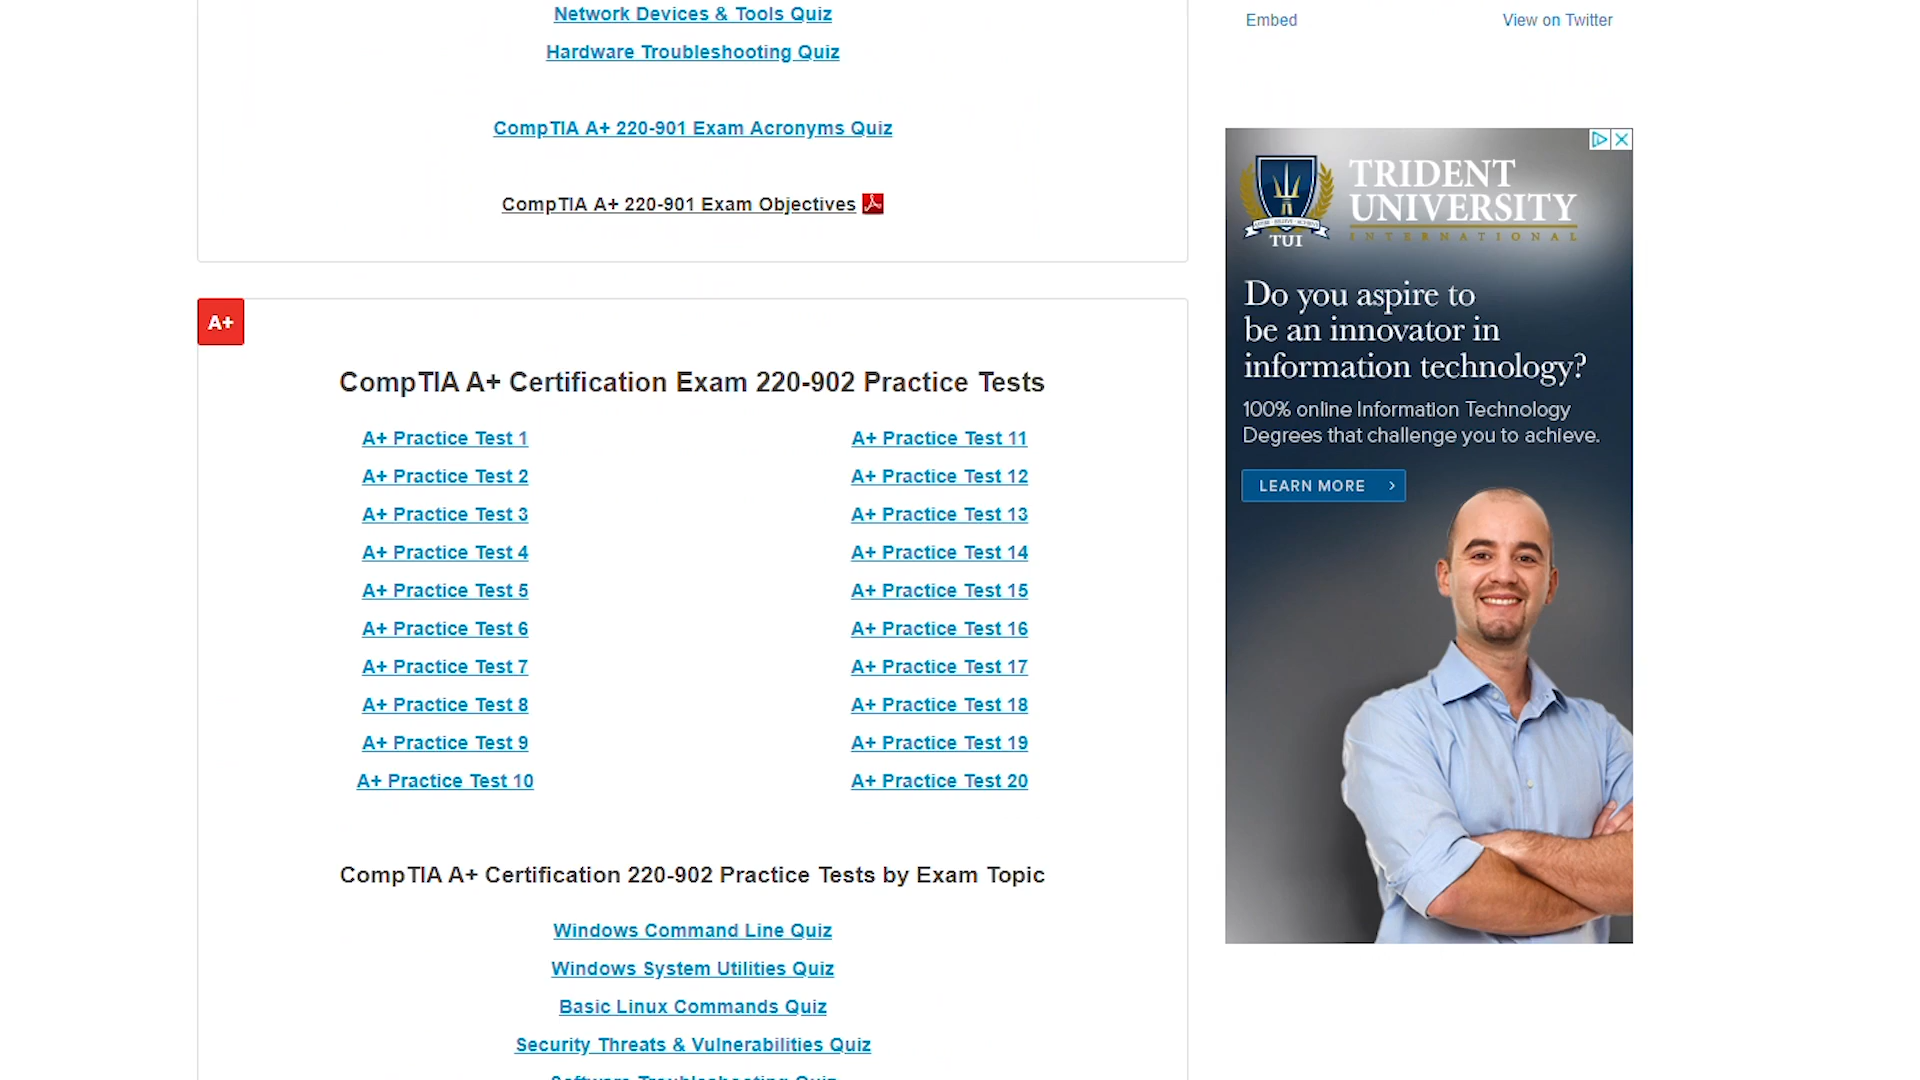 Network Devices & Tools Quiz
Hardware Troubleshooting Quiz
CompTIA A+ 220-901 Exam Acronyms Quiz
CompTIA A+ 220-901 Exam Objectives
A+
CompTIA A+ Certification Exam 220-902 Practice Tests
A+ Practice Test 1
A+ Practice Test 2
A+ Practice Test 3
A+ Practice Test 4
A+ Practice Test 5
A+ Practice Test 6
A+ Practice Test 7
A+ Practice Test 8
A+ Practice Test 9
A+ Practice Test 10
A+ Practice Test 11
A+ Practice Test 12
A+ Practice Test 13
A+ Practice Test 14
A+ Practice Test 15
A+ Practice Test 16
A+ Practice Test 17
A+ Practice Test 18
A+ Practice Test 19
A+ Practice Test 20
CompTIA A+ Certification 220-902 Practice Tests by Exam Topic
Windows Command Line Quiz
Windows System Utilities Quiz
Basic Linux Commands Quiz
Security Threats & Vulnerabilities Quiz
Software Troubleshooting Quiz
Embed
View on Twitter
TRIDENT
UNIVERSITY
INTERNATIONAL
TUI
Do you aspire to
be an innovator in
information technology?
100% online Information Technology
Degrees that challenge you to achieve.
LEARN MORE